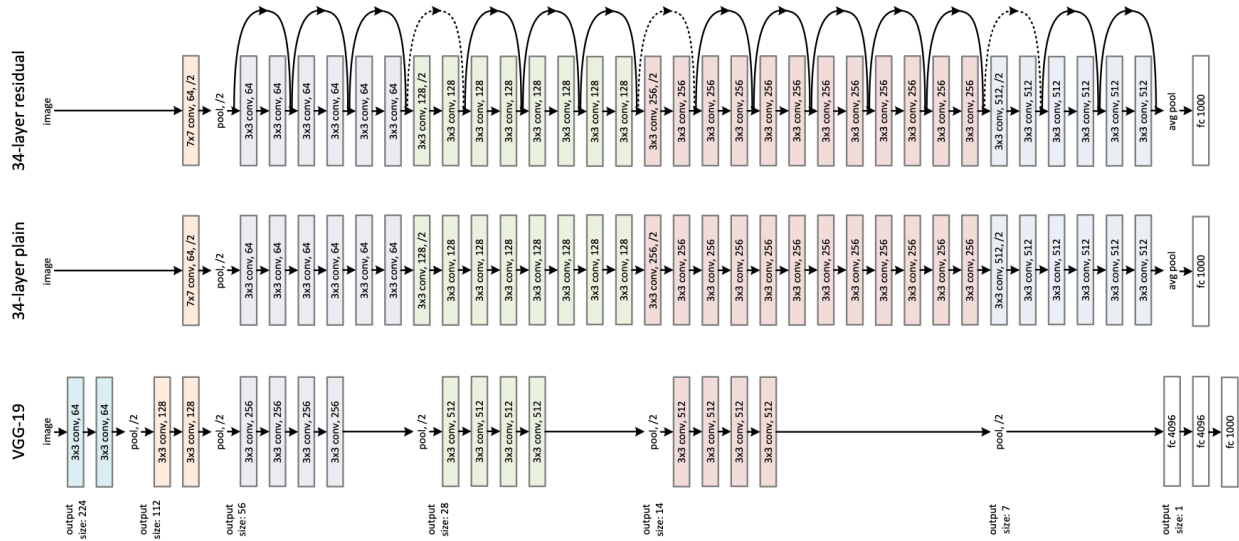 34-layer residual
image
7x7 conv, 64, /2
pool, /2
3x3 conv, 64
3x3 conv, 64
3x3 conv, 64
3x3 conv, 64
3x3 conv, 64
3x3 conv, 64
3x3 conv, 128, /2
3x3 conv, 128
3x3 conv, 128
3x3 conv, 128
3x3 conv, 128
3x3 conv, 128
3x3 conv, 128
3x3 conv, 128
3x3 conv, 256, /2
3x3 conv, 256
3x3 conv, 256
3x3 conv, 256
3x3 conv, 256
3x3 conv, 256
3x3 conv, 256
3x3 conv, 256
3x3 conv, 256
3x3 conv, 256
3x3 conv, 256
3x3 conv, 256
3x3 conv, 512, /2
3x3 conv, 512
3x3 conv, 512
3x3 conv, 512
3x3 conv, 512
3x3 conv, 512
avg pool
fc 1000
34-layer plain
image
7x7 conv, 64, /2
pool, /2
3x3 conv, 64
3x3 conv, 64
3x3 conv, 64
3x3 conv, 64
3x3 conv, 64
3x3 conv, 64
3x3 conv, 128, /2
3x3 conv, 128
3x3 conv, 128
3x3 conv, 128
3x3 conv, 128
3x3 conv, 128
3x3 conv, 128
3x3 conv, 128
3x3 conv, 256, /2
3x3 conv, 256
3x3 conv, 256
3x3 conv, 256
3x3 conv, 256
3x3 conv, 256
3x3 conv, 256
3x3 conv, 256
3x3 conv, 256
3x3 conv, 256
3x3 conv, 256
3x3 conv, 256
3x3 conv, 512, /2
3x3 conv, 512
3x3 conv, 512
3x3 conv, 512
3x3 conv, 512
3x3 conv, 512
avg pool
fc 1000
VGG-19
image
3x3 conv, 64
3x3 conv, 64
pool, /2
3x3 conv, 128
3x3 conv, 128
pool, /2
3x3 conv, 256
3x3 conv, 256
3x3 conv, 256
3x3 conv, 256
pool, /2
3x3 conv, 512
3x3 conv, 512
3x3 conv, 512
3x3 conv, 512
pool, /2
3x3 conv, 512
3x3 conv, 512
3x3 conv, 512
3x3 conv, 512
pool, /2
fc 4096
fc 4096
fc 1000
output
size: 224
output
size: 112
output
size: 56
output
size: 28
output
size: 14
output
size: 7
output
size: 1